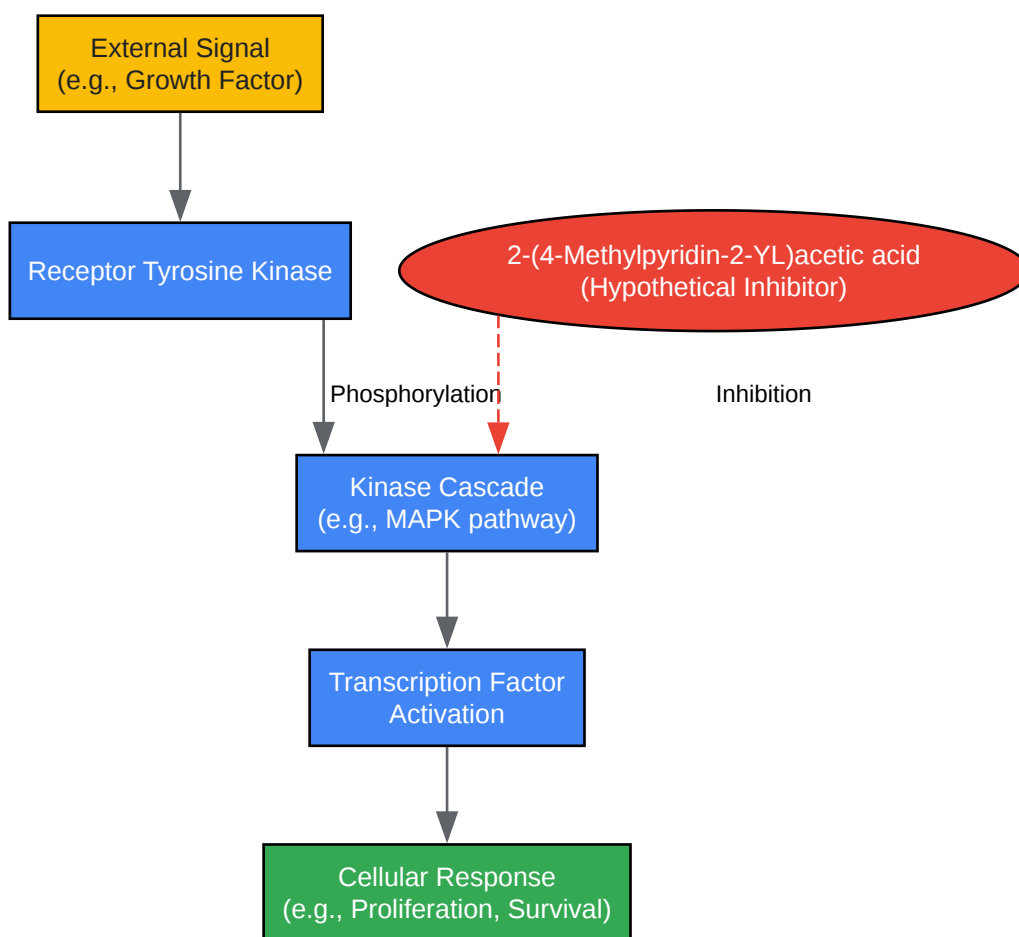 External Signal
(e.g., Growth Factor)
Receptor Tyrosine Kinase
2-(4-Methylpyridin-2-YL)acetic acid
(Hypothetical Inhibitor)
Phosphorylation
Inhibition
Kinase Cascade
(e.g., MAPK pathway)
Transcription Factor
Activation
Cellular Response
(e.g., Proliferation, Survival)